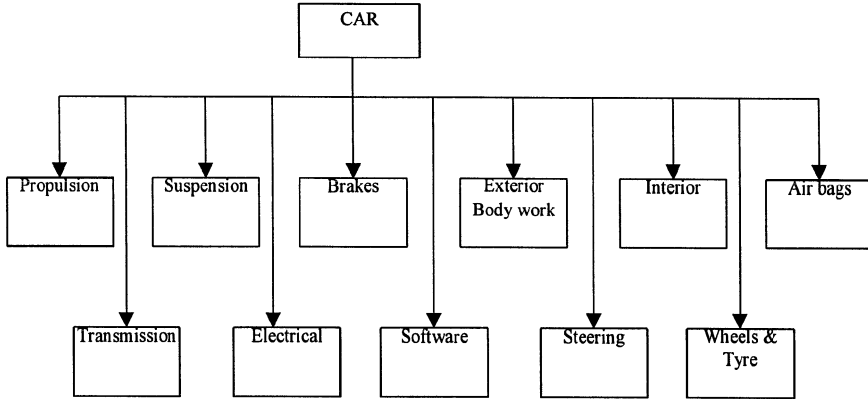 CAR
Propulsion
Suspension
Brakes
Exterior
Body work
Interior
Air bags
Transmission
Electrical
Software
Steering
Wheels &
Tyre